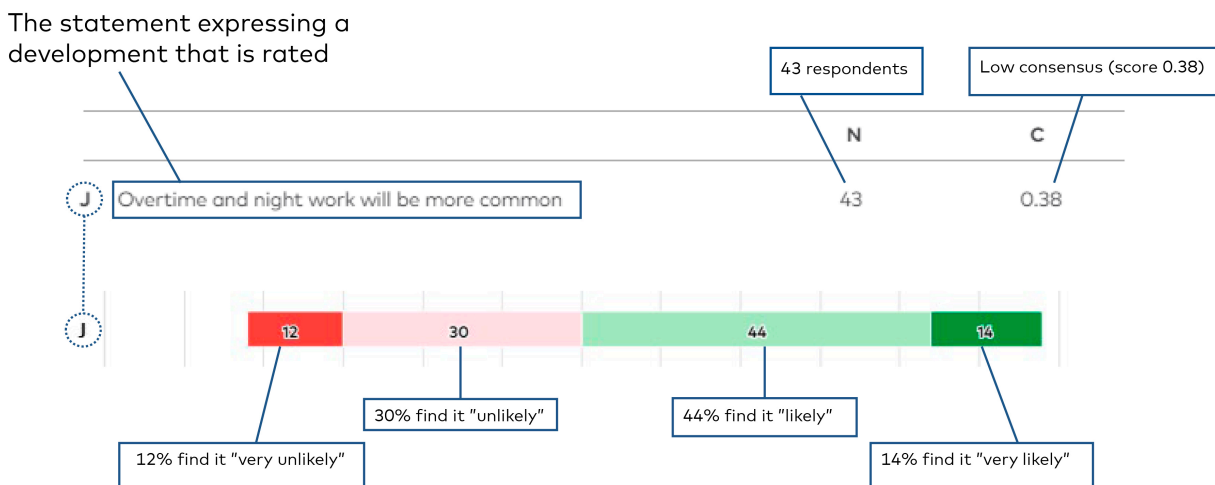 The statement expressing a
development that is rated
43 respondents
Low consensus (score 0.38)
N C
J Overtime and night work will be more common 43 0.38
J 12 30 44 14
30% find it "unlikely"
44% find it "likely"
12% find it "very unlikely"
14% find it "very likely"